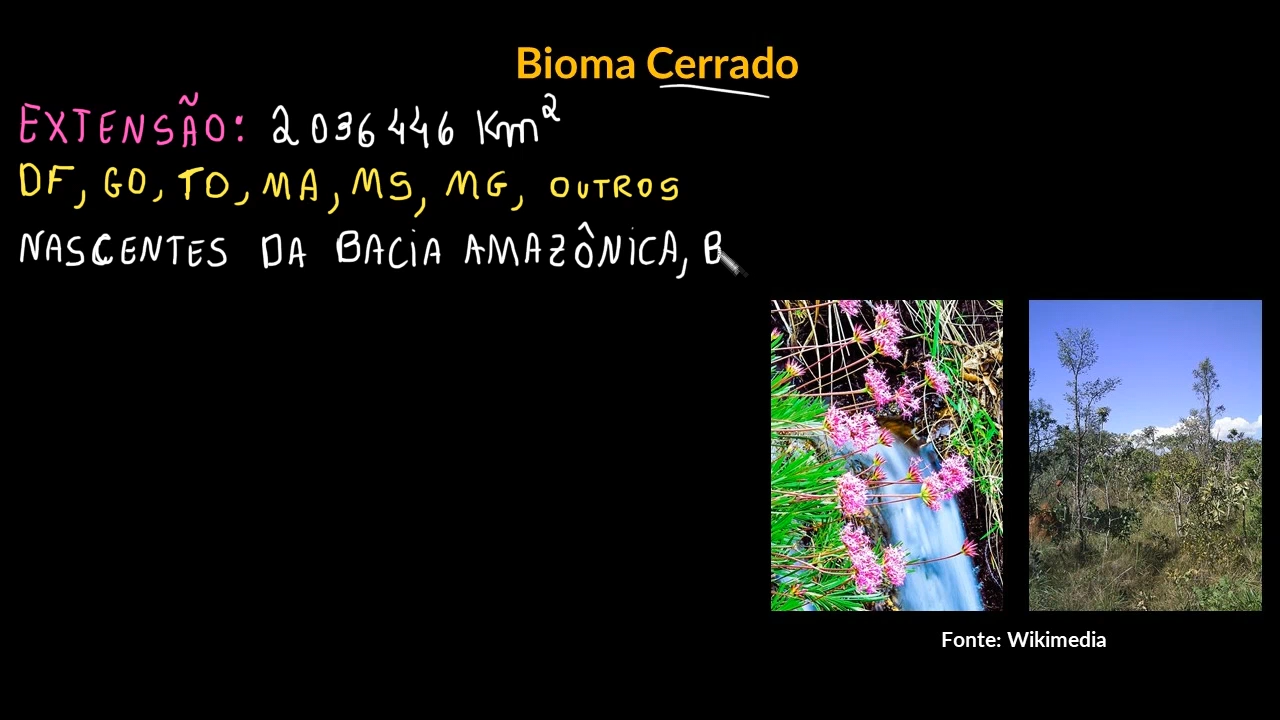 Bioma Cerrado
EXTENSÃO: 2 036 446 Km²
DF, GO, TO, MA, MS, MG, OUTROS
NASCENTES DA BACIA AMAZÔNICA, B
Fonte: Wikimedia